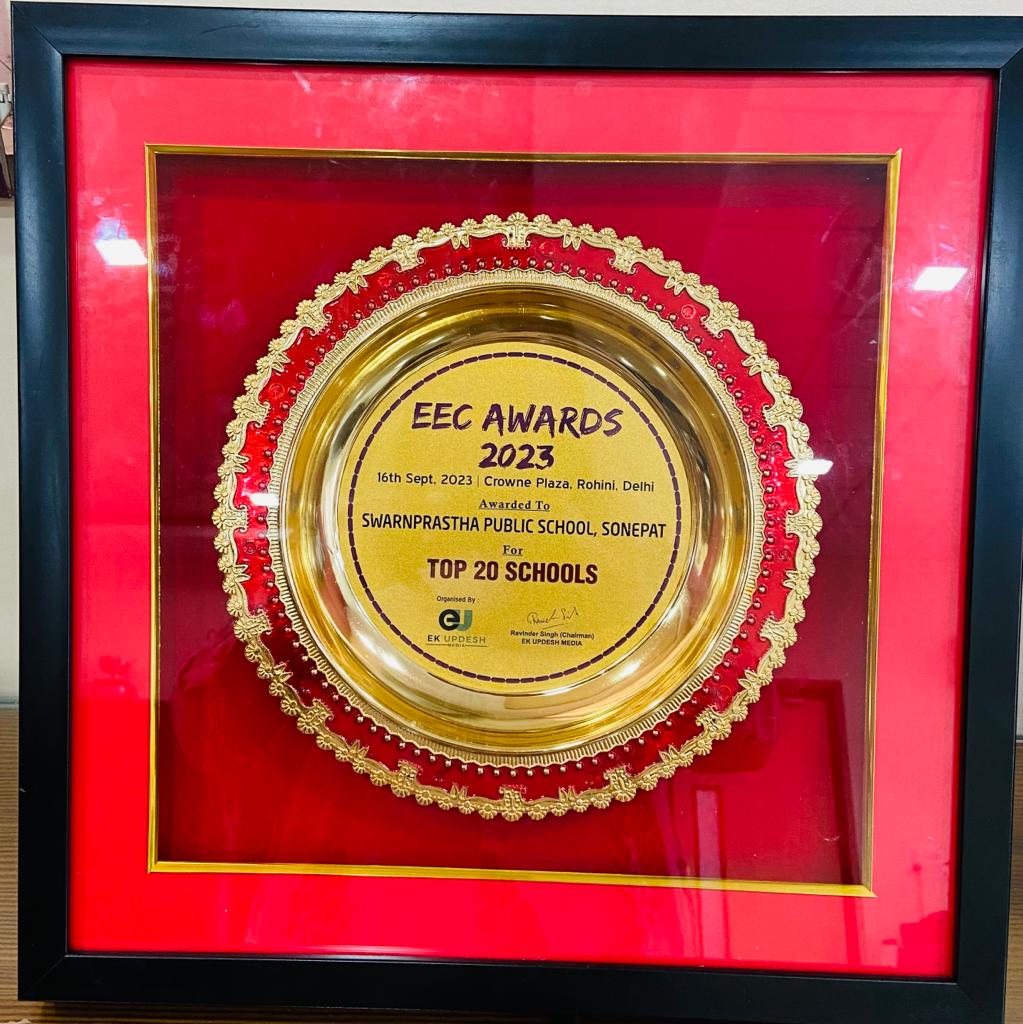 EEC AWARDS
2023
16th Sept, 2023 | Crowne Plaza, Rohini, Delhi
Awarded To
SWARNPRASTHA PUBLIC SCHOOL, SONEPAT
For
TOP 20 SCHOOLS
Organised By :
eU
EK UPDESH
MEDIA
Ravinder Singh (Chairman)
EK UPDESH MEDIA